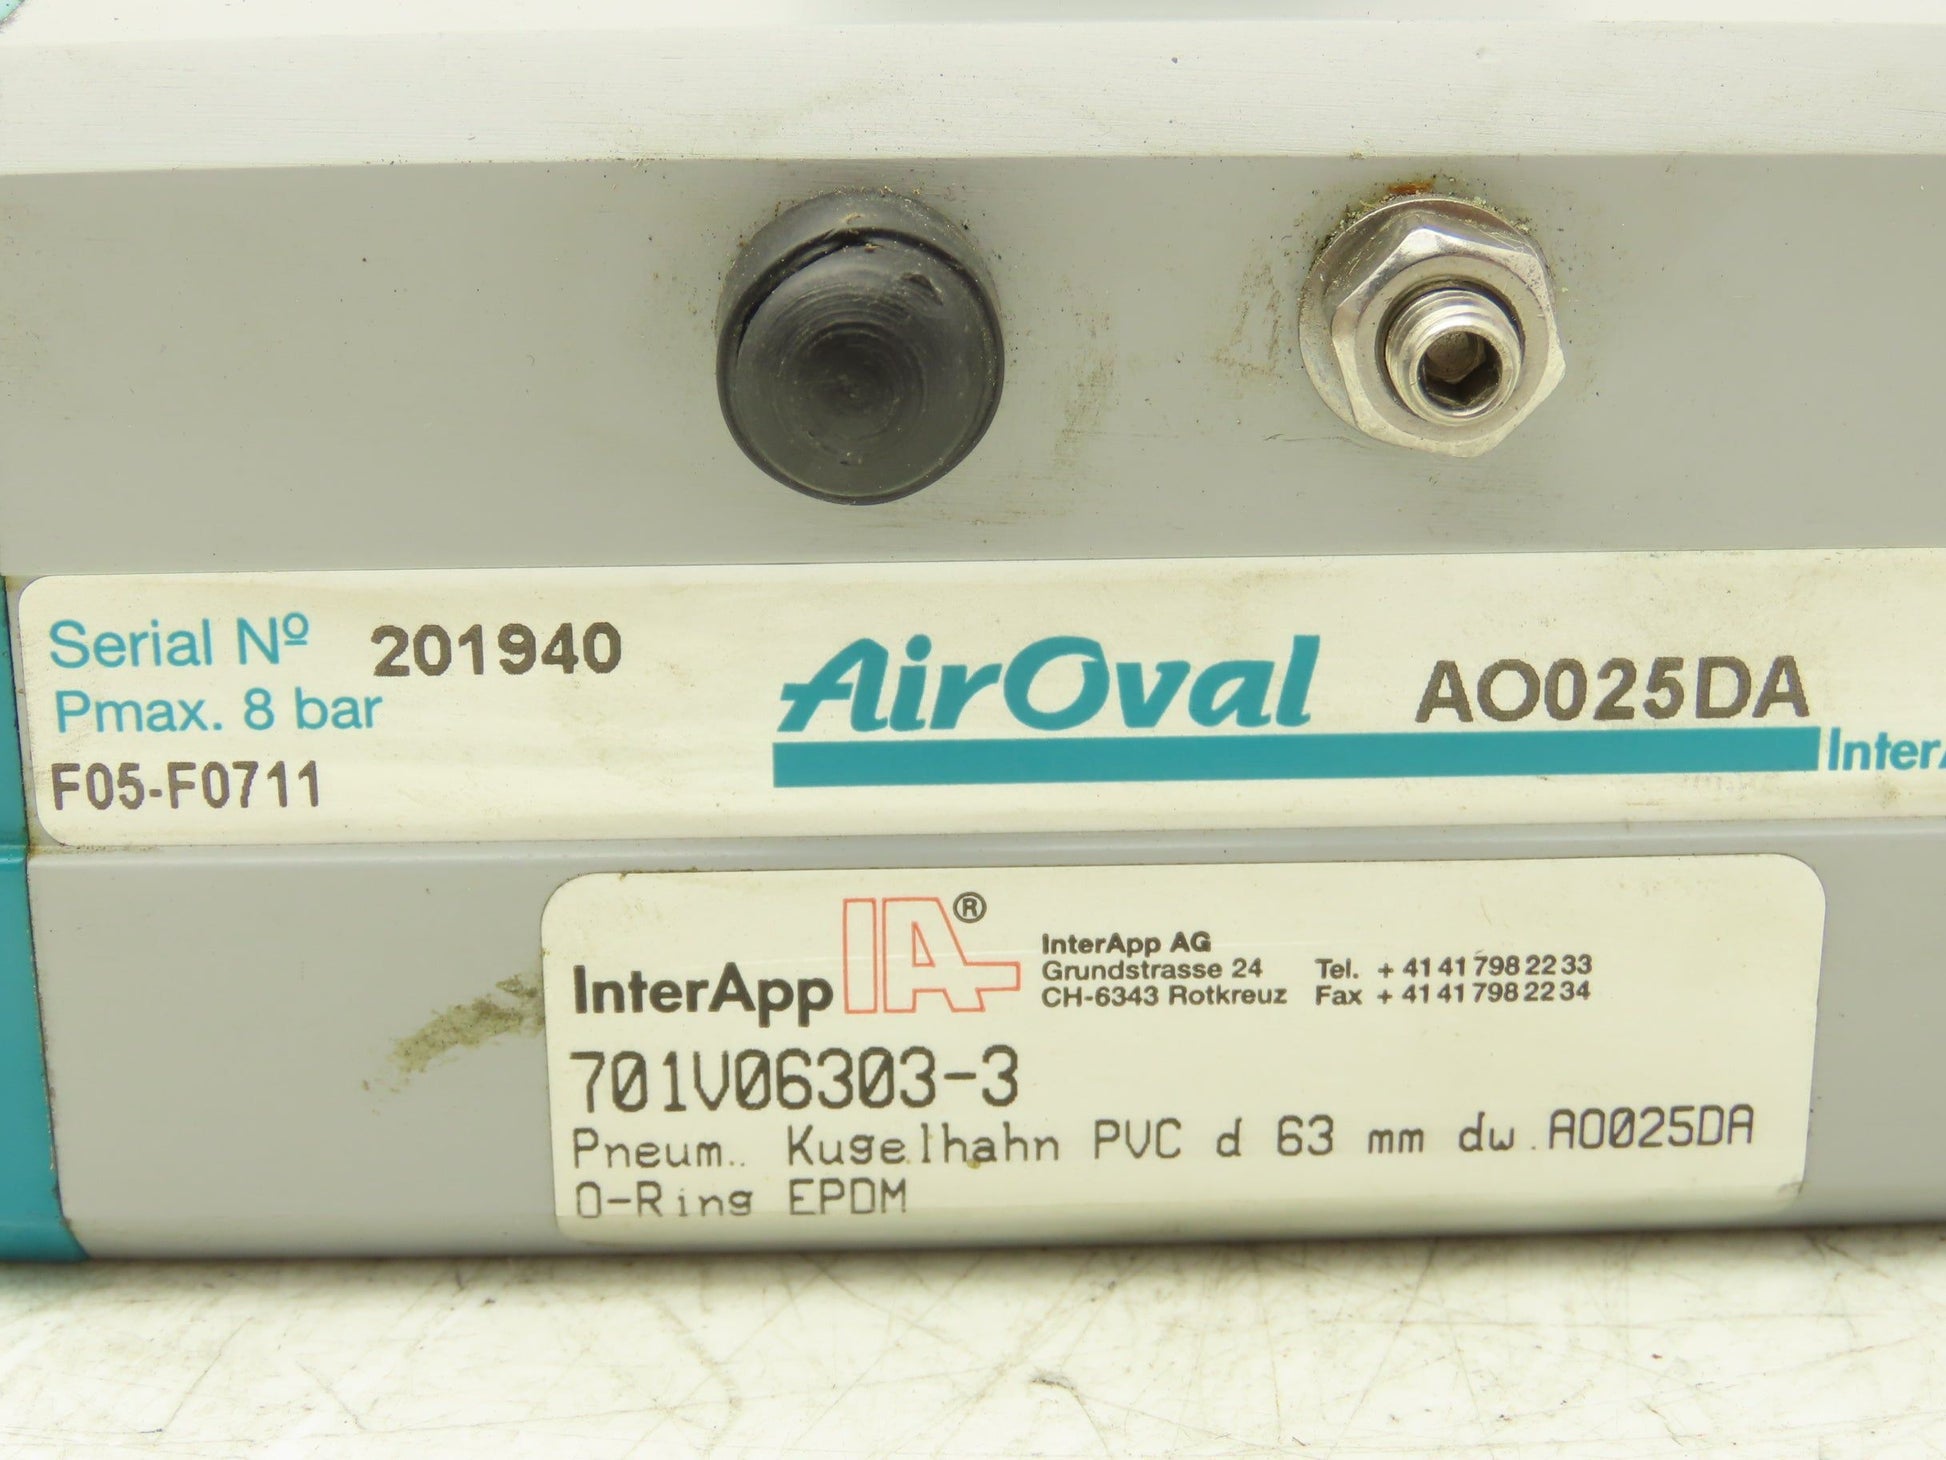 Serial Nº 201940
Pmax. 8 bar
F05-F0711
AirOval AO025DA
InterApp IA®
InterApp AG
Grundstrasse 24 Tel. + 41 41 798 22 33
CH-6343 Rotkreuz Fax + 41 41 798 22 34
701V06303-3
Pneum.. Kugelhahn PVC d 63 mm dw. AO025DA
O-Ring EPDM